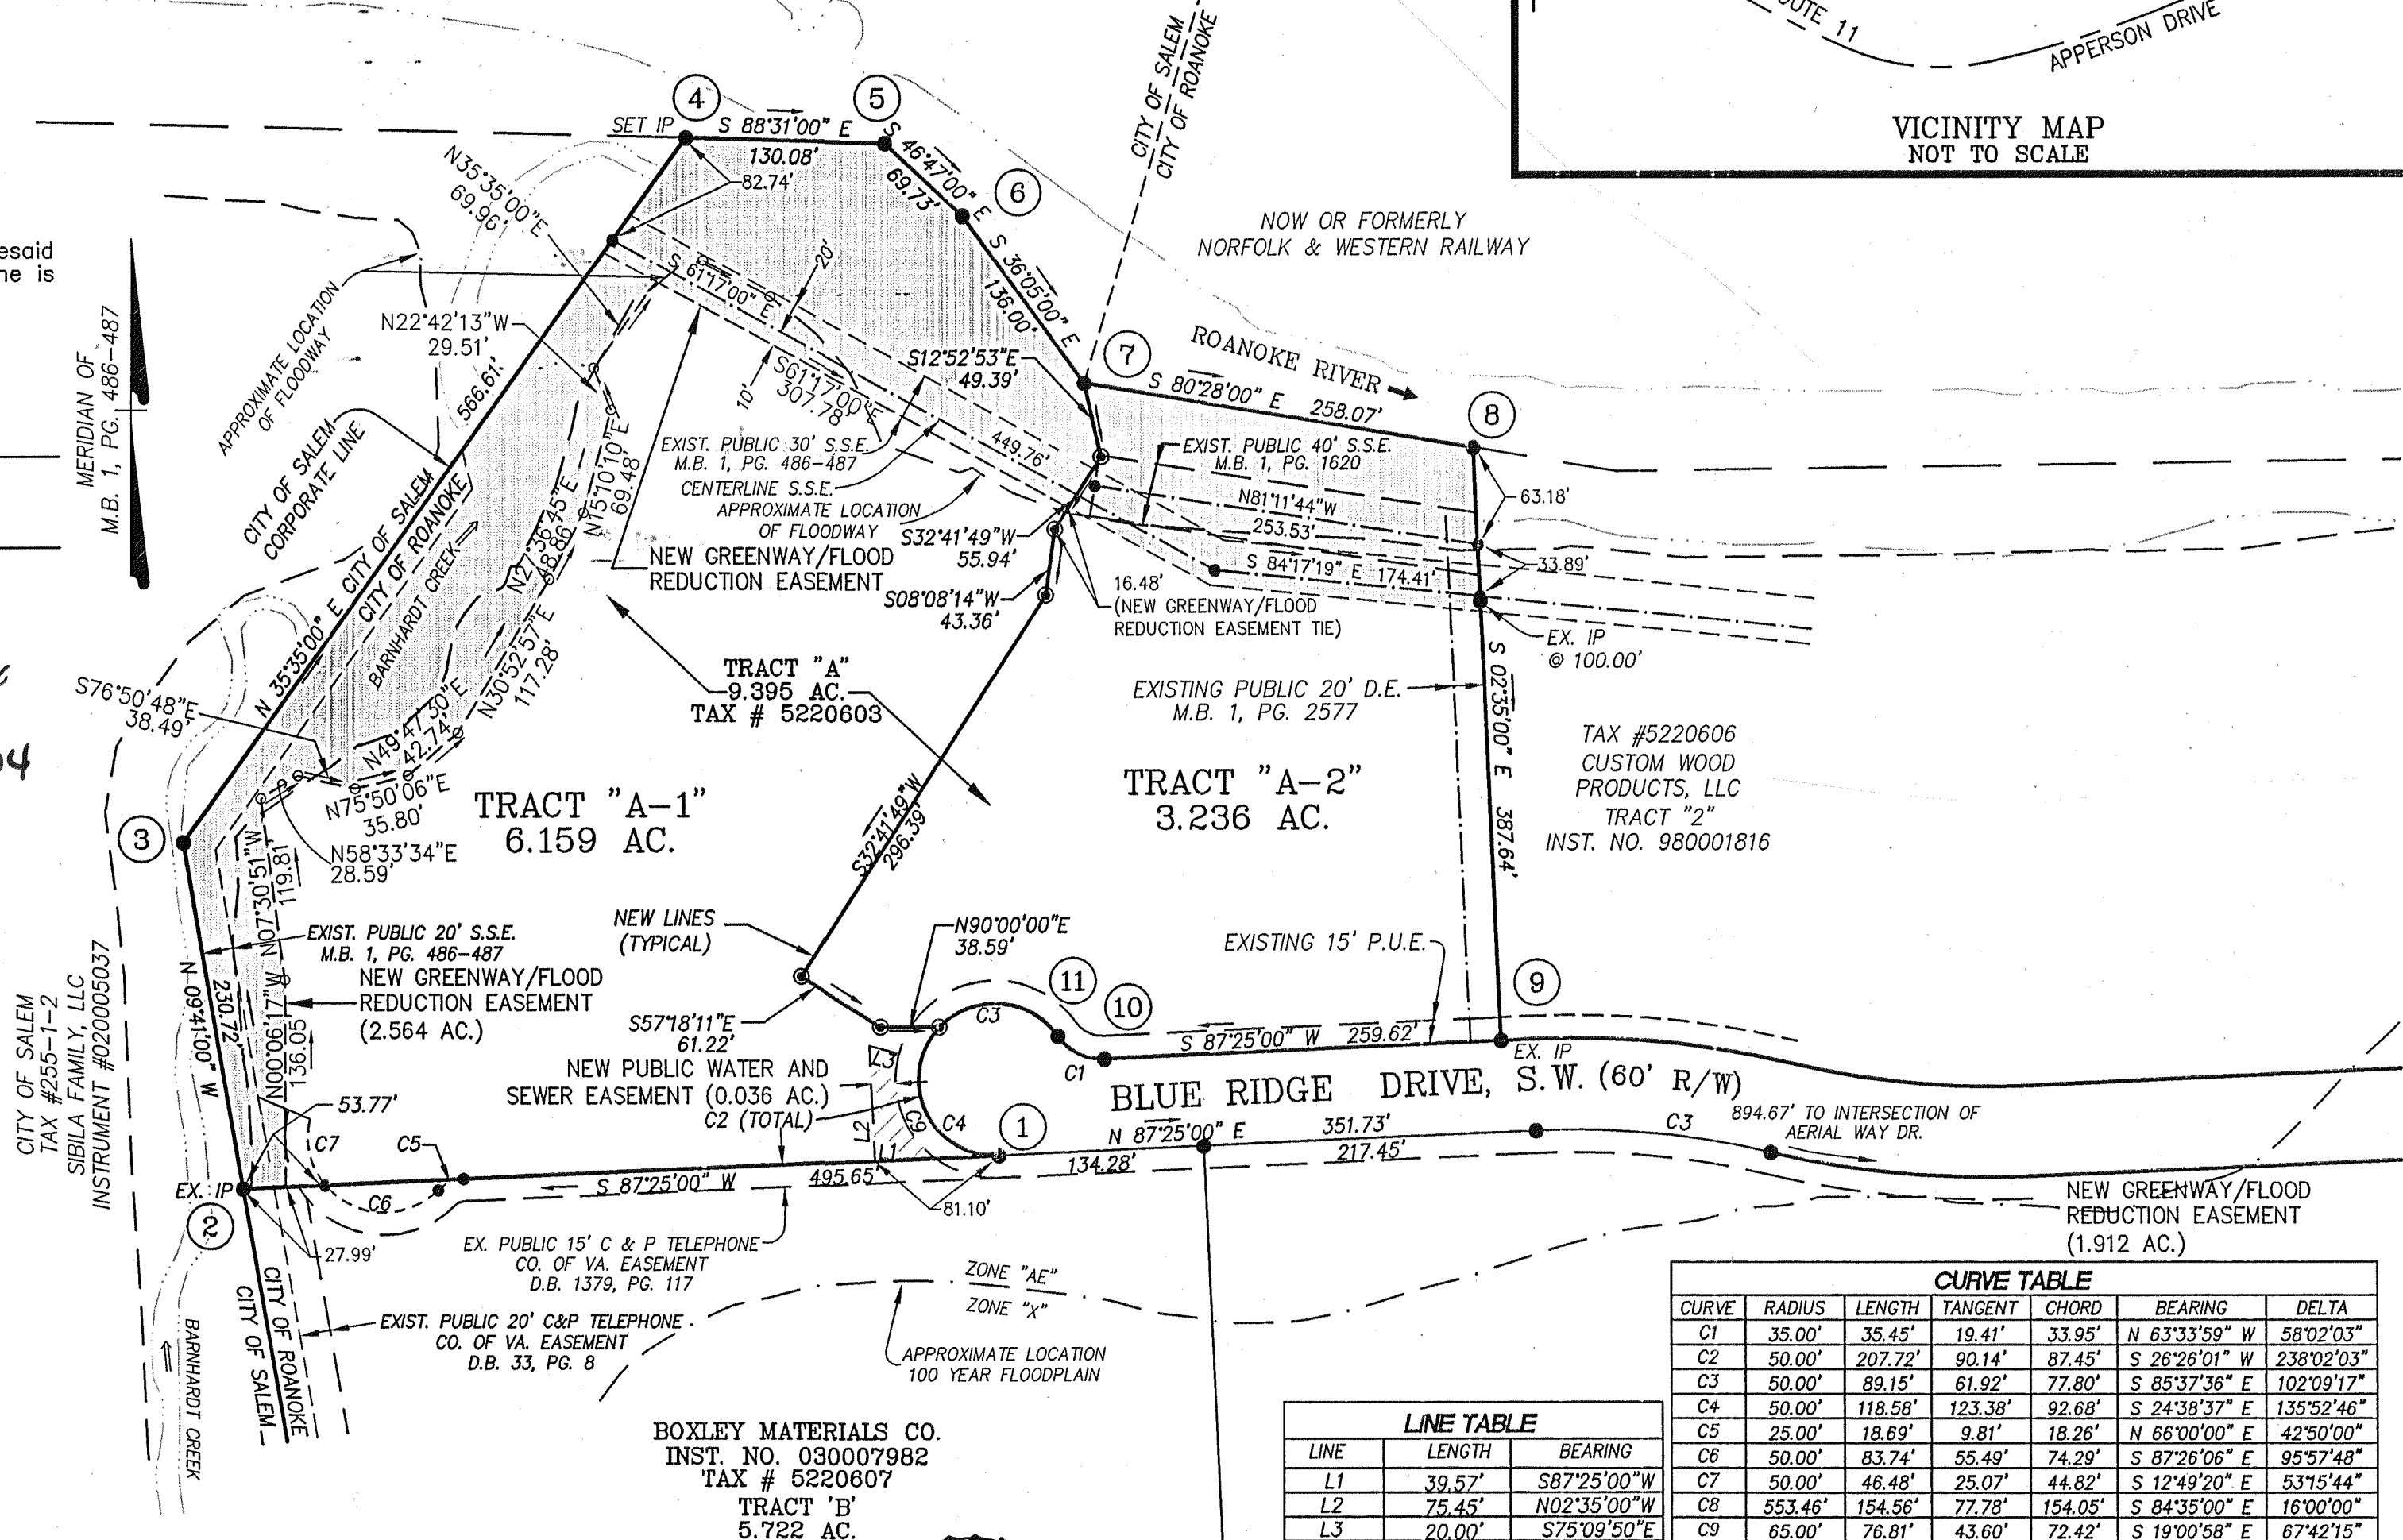 OUTE 11
APPERSON DRIVE
VICINITY MAP
NOT TO SCALE
CITY OF SALEM
CITY OF ROANOKE
4
5
SET IP
S 88°31'00" E
130.08'
82.74'
S 46°47'00" E
69.73'
6
N35°35'00"E
69.96'
esaid
ne is
MERIDIAN OF
M.B. 1, PG. 486-487
APPROXIMATE LOCATION
OF FLOODWAY
S 61°17'00" E
20'
S 36°05'00" E
136.00'
NOW OR FORMERLY
NORFOLK & WESTERN RAILWAY
N22°42'13"W
29.51'
10'
S61°17'00"E
307.78'
S12°52'53"E
49.39'
7
ROANOKE RIVER
S 80°28'00" E 258.07'
8
566.61'
CITY OF SALEM
CORPORATE LINE
EXIST. PUBLIC 30' S.S.E.
M.B. 1, PG. 486-487
449.76'
CENTERLINE S.S.E.
APPROXIMATE LOCATION
OF FLOODWAY
EXIST. PUBLIC 40' S.S.E.
M.B. 1, PG. 1620
N81°11'44"W
253.53'
63.18'
33.89'
S 84°17'19" E 174.41'
EX. IP
@ 100.00'
N15°10'10"E
69.48'
N27°36'45"E
48.86'
N30°52'57"E
117.28'
NEW GREENWAY/FLOOD
REDUCTION EASEMENT
S32°41'49"W
55.94'
S08°08'14"W
43.36'
16.48'
(NEW GREENWAY/FLOOD
REDUCTION EASEMENT TIE)
N 35°35'00" E
CITY OF SALEM
CITY OF ROANOKE
BARNHARDT CREEK
S76°50'48"E
38.49'
04
N49°47'30"E
42.74'
N75°50'06"E
35.80'
N58°33'34"E
28.59'
TRACT "A"
9.395 AC.
TAX # 5220603
EXISTING PUBLIC 20' D.E.
M.B. 1, PG. 2577
S 02°35'00" E 387.64'
TAX #5220606
CUSTOM WOOD
PRODUCTS, LLC
TRACT "2"
INST. NO. 980001816
3
TRACT "A-1"
6.159 AC.
S32°41'49"W
296.39'
TRACT "A-2"
3.236 AC.
N07°30'51"W
119.81
EXIST. PUBLIC 20' S.S.E.
M.B. 1, PG. 486-487
NEW GREENWAY/FLOOD
REDUCTION EASEMENT
(2.564 AC.)
NEW LINES
(TYPICAL)
N90°00'00"E
38.59'
EXISTING 15' P.U.E.
CITY OF SALEM
TAX #255-1-2
SIBILA FAMILY, LLC
INSTRUMENT #020005037
N 09°41'00" W
230.72'
N00°06'17"W
136.05
S57°18'11"E
61.22'
C3
11
10
9
C1
S 87°25'00" W 259.62'
EX. IP
NEW PUBLIC WATER AND
SEWER EASEMENT (0.036 AC.)
C2 (TOTAL)
L3
L2
C9
C4
L1
1
BLUE RIDGE DRIVE, S.W. (60' R/W)
53.77'
C7
C5
C6
EX. IP
2
27.99'
S 87°25'00" W 495.65'
81.10'
N 87°25'00" E 351.73'
134.28'
217.45'
C3
894.67' TO INTERSECTION OF
AERIAL WAY DR.
EX. PUBLIC 15' C & P TELEPHONE
CO. OF VA. EASEMENT
D.B. 1379, PG. 117
ZONE "AE"
ZONE "X"
NEW GREENWAY/FLOOD
REDUCTION EASEMENT
(1.912 AC.)
CITY OF ROANOKE
CITY OF SALEM
BARNHARDT CREEK
EXIST. PUBLIC 20' C&P TELEPHONE
CO. OF VA. EASEMENT
D.B. 33, PG. 8
APPROXIMATE LOCATION
100 YEAR FLOODPLAIN
BOXLEY MATERIALS CO.
INST. NO. 030007982
TAX # 5220607
TRACT 'B'
5.722 AC.
LINE TABLE
LINE LENGTH BEARING
L1 39.57' S87°25'00"W
L2 75.45' N02°35'00"W
L3 20.00' S75°09'50"E
CURVE TABLE
CURVE RADIUS LENGTH TANGENT CHORD BEARING DELTA
C1 35.00' 35.45' 19.41' 33.95' N 63°33'59" W 58°02'03"
C2 50.00' 207.72' 90.14' 87.45' S 26°26'01" W 238°02'03"
C3 50.00' 89.15' 61.92' 77.80' S 85°37'36" E 102°09'17"
C4 50.00' 118.58' 123.38' 92.68' S 24°38'37" E 135°52'46"
C5 25.00' 18.69' 9.81' 18.26' N 66°00'00" E 42°50'00"
C6 50.00' 83.74' 55.49' 74.29' S 87°26'06" E 95°57'48"
C7 50.00' 46.48' 25.07' 44.82' S 12°49'20" E 53°15'44"
C8 553.46' 154.56' 77.78' 154.05' S 84°35'00" E 16°00'00"
C9 65.00' 76.81' 43.60' 72.42' S 19°00'58" E 67°42'15"